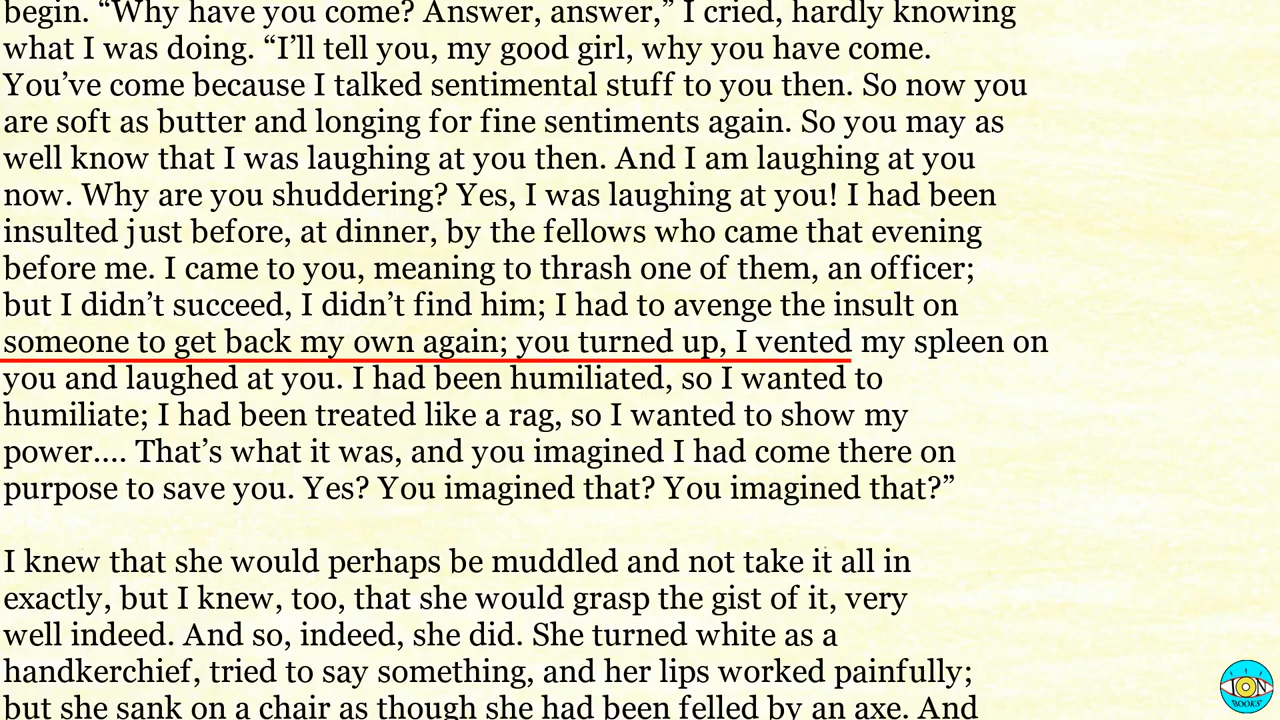 begin. “Why have you come? Answer, answer,” I cried, hardly knowing
what I was doing. “I’ll tell you, my good girl, why you have come.
You’ve come because I talked sentimental stuff to you then. So now you
are soft as butter and longing for fine sentiments again. So you may as
well know that I was laughing at you then. And I am laughing at you
now. Why are you shuddering? Yes, I was laughing at you! I had been
insulted just before, at dinner, by the fellows who came that evening
before me. I came to you, meaning to thrash one of them, an officer;
but I didn’t succeed, I didn’t find him; I had to avenge the insult on
someone to get back my own again; you turned up, I vented my spleen on
you and laughed at you. I had been humiliated, so I wanted to
humiliate; I had been treated like a rag, so I wanted to show my
power.... That’s what it was, and you imagined I had come there on
purpose to save you. Yes? You imagined that? You imagined that?”
I knew that she would perhaps be muddled and not take it all in
exactly, but I knew, too, that she would grasp the gist of it, very
well indeed. And so, indeed, she did. She turned white as a
handkerchief, tried to say something, and her lips worked painfully;
but she sank on a chair as though she had been felled by an axe. And
ION
BOOKS